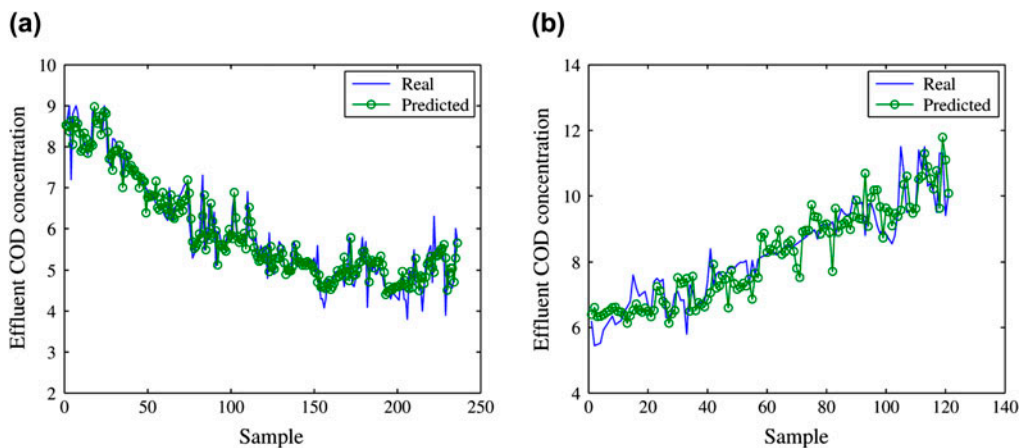 (a)
10
9
8
7
6
5
4
3
2
0 50 100 150 200 250
Effluent COD concentration
Sample
Real
Predicted
(b)
14
12
10
8
6
4
0 20 40 60 80 100 120 140
Effluent COD concentration
Sample
Real
Predicted